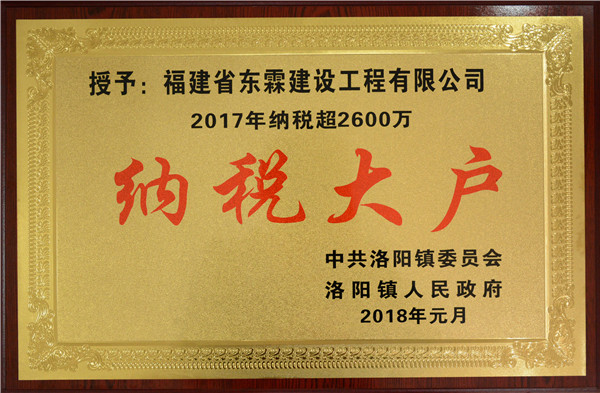 授予：福建省东霖建设工程有限公司
2017年纳税超2600万
纳税大户
中共洛阳镇委员会
洛阳镇人民政府
2018年元月